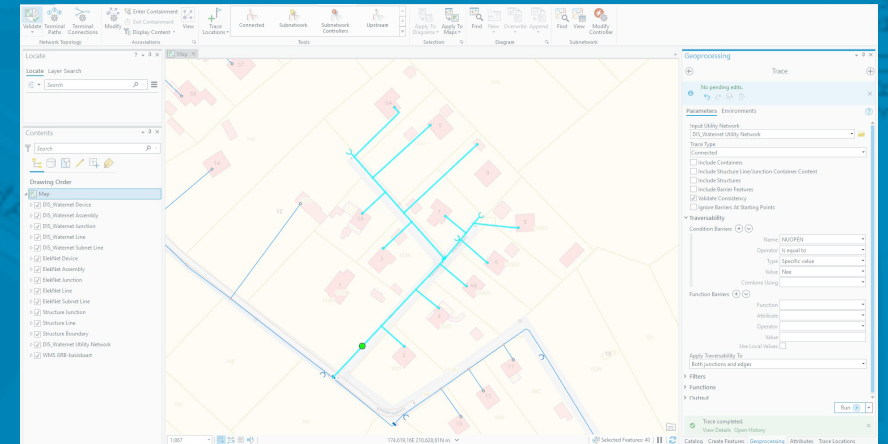 Validate
Terminal Paths
Terminal Connections
Modify
Enter Containment
Exit Containment
Display Content
View
Trace Locations
Connected
Subnetwork
Subnetwork Controllers
Upstream
Apply To Diagrams
Apply To Maps
Find
New
Overwrite
Append
Find
View
Modify Controller
Network Topology
Associations
Tools
Selection
Diagram
Subnetwork
Locate
Locate Layer Search
Search
Contents
Search
Drawing Order
Map
DIS_Waternet Device
DIS_Waternet Assembly
DIS_Waternet Junction
DIS_Waternet Line
DIS_Waternet Subnet Line
ElekNet Device
ElekNet Assembly
ElekNet Junction
ElekNet Line
ElekNet Subnet Line
Structure Junction
Structure Line
Structure Boundary
DIS_Waternet Utility Network
WMS GRB-basiskaart
Map
1:867
Selected Features: 40
Geoprocessing
Trace
No pending edits.
Parameters Environments
Input Utility Network
DIS_Waternet Utility Network
Trace Type
Connected
Include Containers
Include Structure Line/Junction Container Content
Include Structures
Include Barrier Features
Validate Consistency
Ignore Barriers At Starting Points
Traversability
Condition Barriers
Name NUOPEN
Operator Is equal to
Type Specific value
Value Nee
Combine Using
Function Barriers
Function
Attribute
Operator
Value
Use Local Values
Apply Traversability To
Both junctions and edges
Filters
Functions
Output
Run
Trace completed.
View Details Open History
Catalog Create Features Geoprocessing Attributes Trace Locations